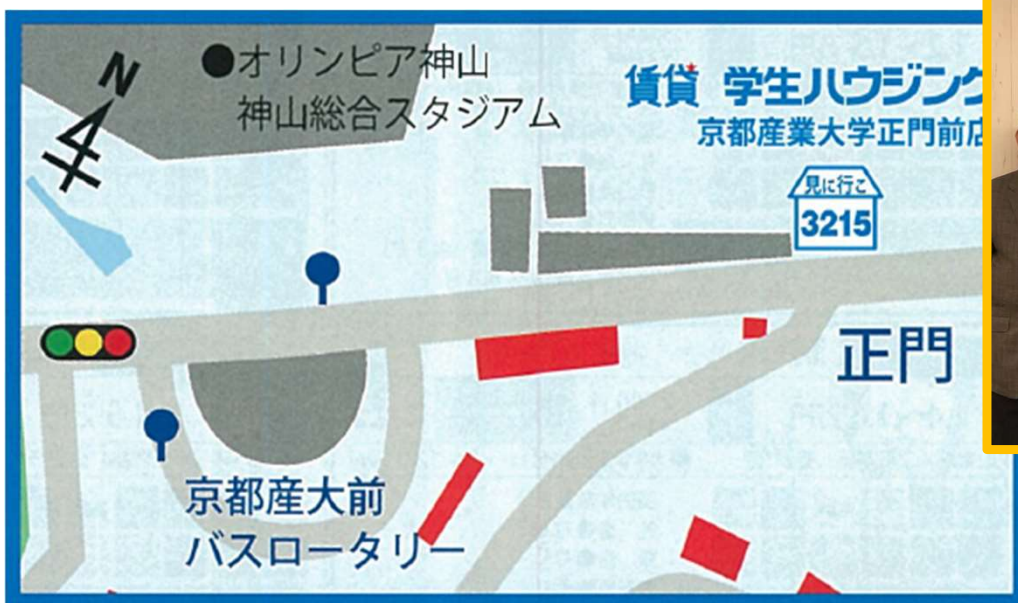 N
●オリンピア神山
神山総合スタジアム
賃貸 学生ハウジング
京都産業大学正門前店
見に行こ
3215
正門
京都産大前
バスロータリー